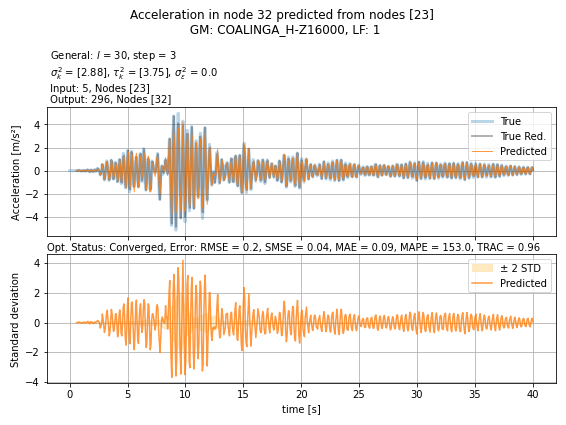 Acceleration in node 32 predicted from nodes [23]
GM: COALINGA_H-Z16000, LF: 1
General: l = 30, step = 3
σ²ₖ = [2.88], τ²ₖ = [3.75], σ²ᵣ = 0.0
Input: 5, Nodes [23]
Output: 296, Nodes [32]
Acceleration [m/s²]
4
2
0
−2
−4
True
True Red.
Predicted
Opt. Status: Converged, Error: RMSE = 0.2, SMSE = 0.04, MAE = 0.09, MAPE = 153.0, TRAC = 0.96
Standard deviation
4
2
0
−2
−4
± 2 STD
Predicted
0 5 10 15 20 25 30 35 40
time [s]